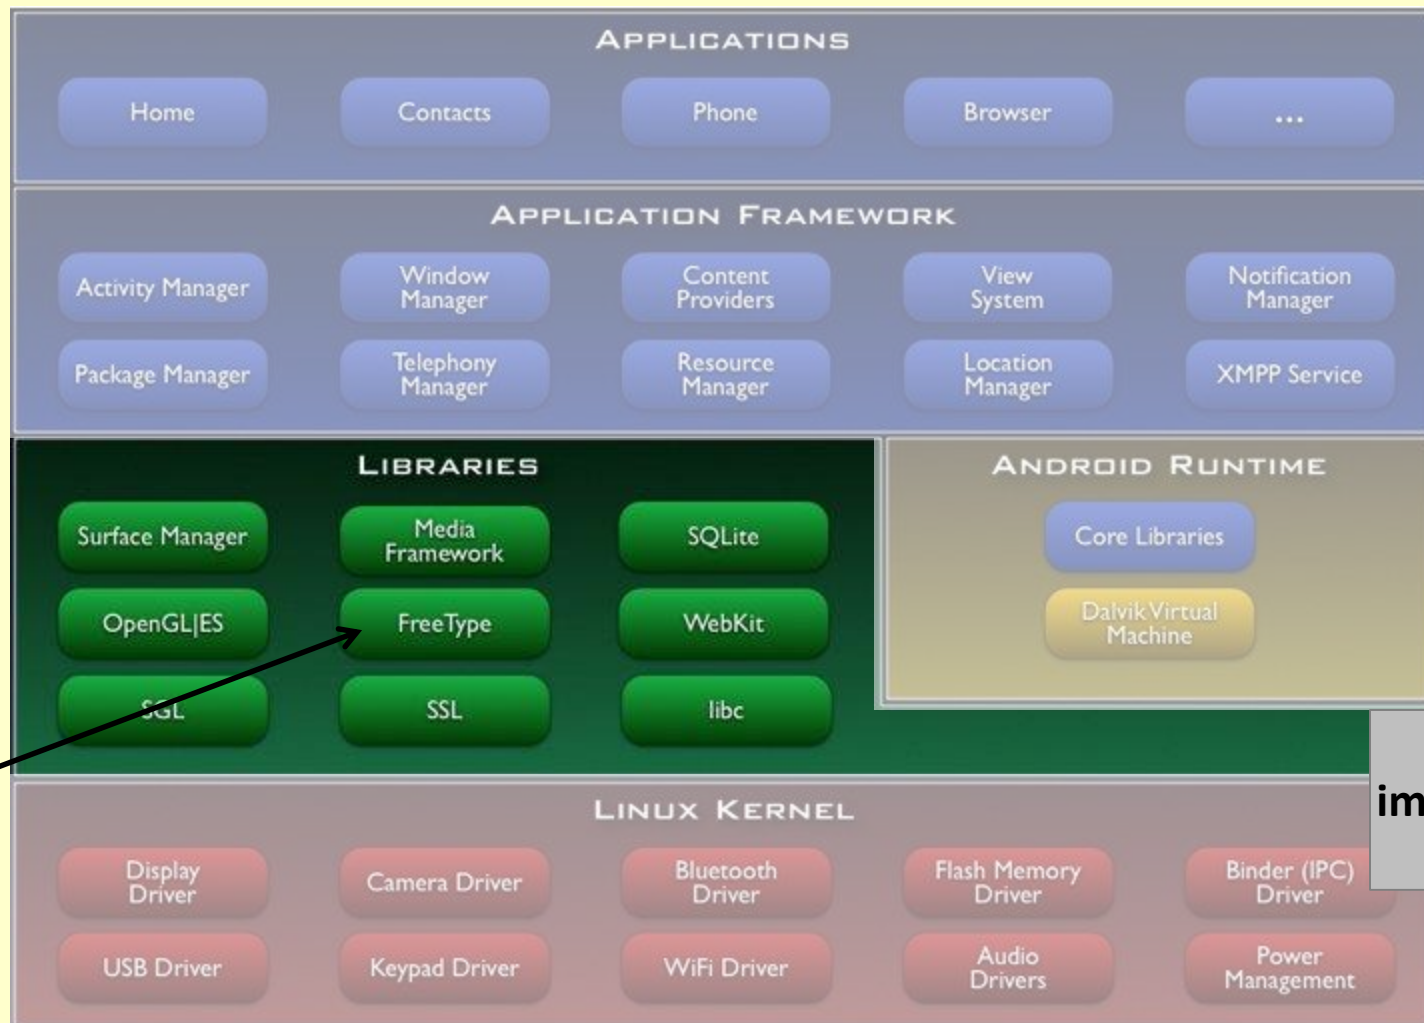 APPLICATIONS
Home
Contacts
Phone
Browser
...
APPLICATION FRAMEWORK
Activity Manager
Window
Manager
Content
Providers
View
System
Notification
Manager
Package Manager
Telephony
Manager
Resource
Manager
Location
Manager
XMPP Service
LIBRARIES
Surface Manager
Media
Framework
SQLite
OpenGL|ES
FreeType
WebKit
SGL
SSL
libc
ANDROID RUNTIME
Core Libraries
Dalvik Virtual
Machine
LINUX KERNEL
Display
Driver
Camera Driver
Bluetooth
Driver
Flash Memory
Driver
Binder (IPC)
Driver
USB Driver
Keypad Driver
WiFi Driver
Audio
Drivers
Power
Management